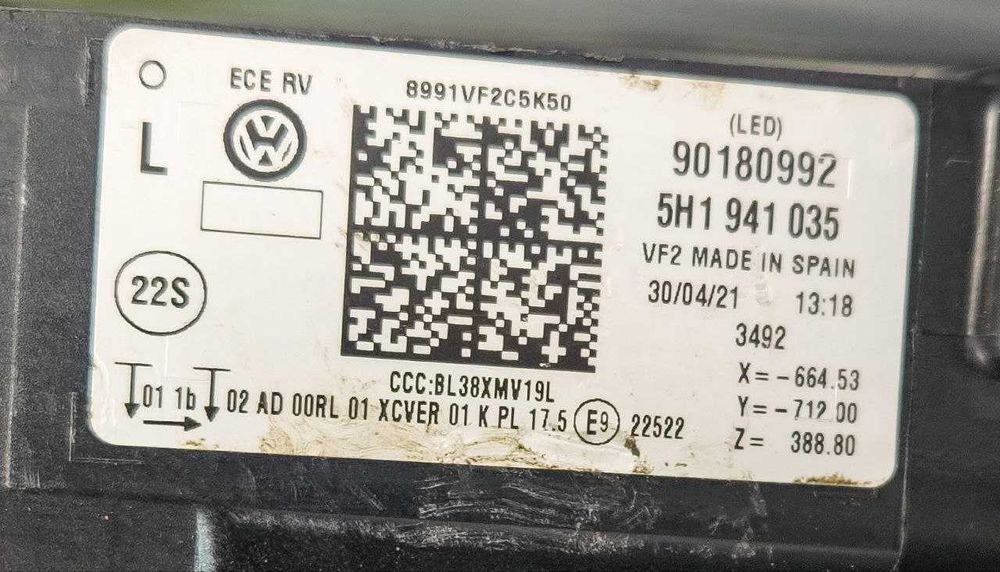 ECE RV
8991VF2C5K50
L
22S
(LED)
90180992
5H1 941 035
VF2 MADE IN SPAIN
30/04/21 13:18
3492
X = -664.53
Y = -712.00
Z = 388.80
CCC:BL38XMV19L
01 1b 02 AD 00RL 01 XCVER 01 K PL 17.5 E9 22522